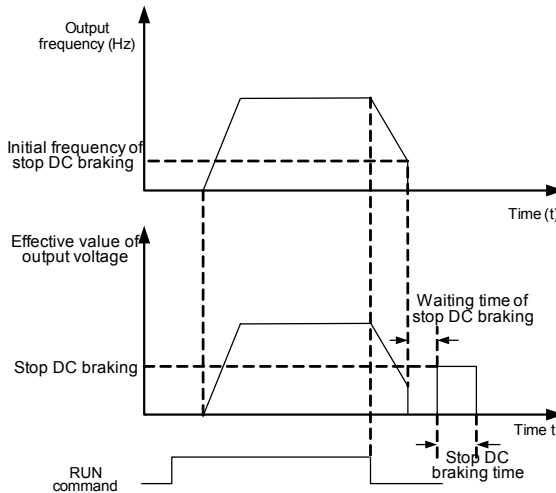 Output
frequency (Hz)
Initial frequency of
stop DC braking
Time (t)
Effective value of
output voltage
Waiting time of
stop DC braking
Stop DC braking
Time t
Stop DC
braking time
RUN
command